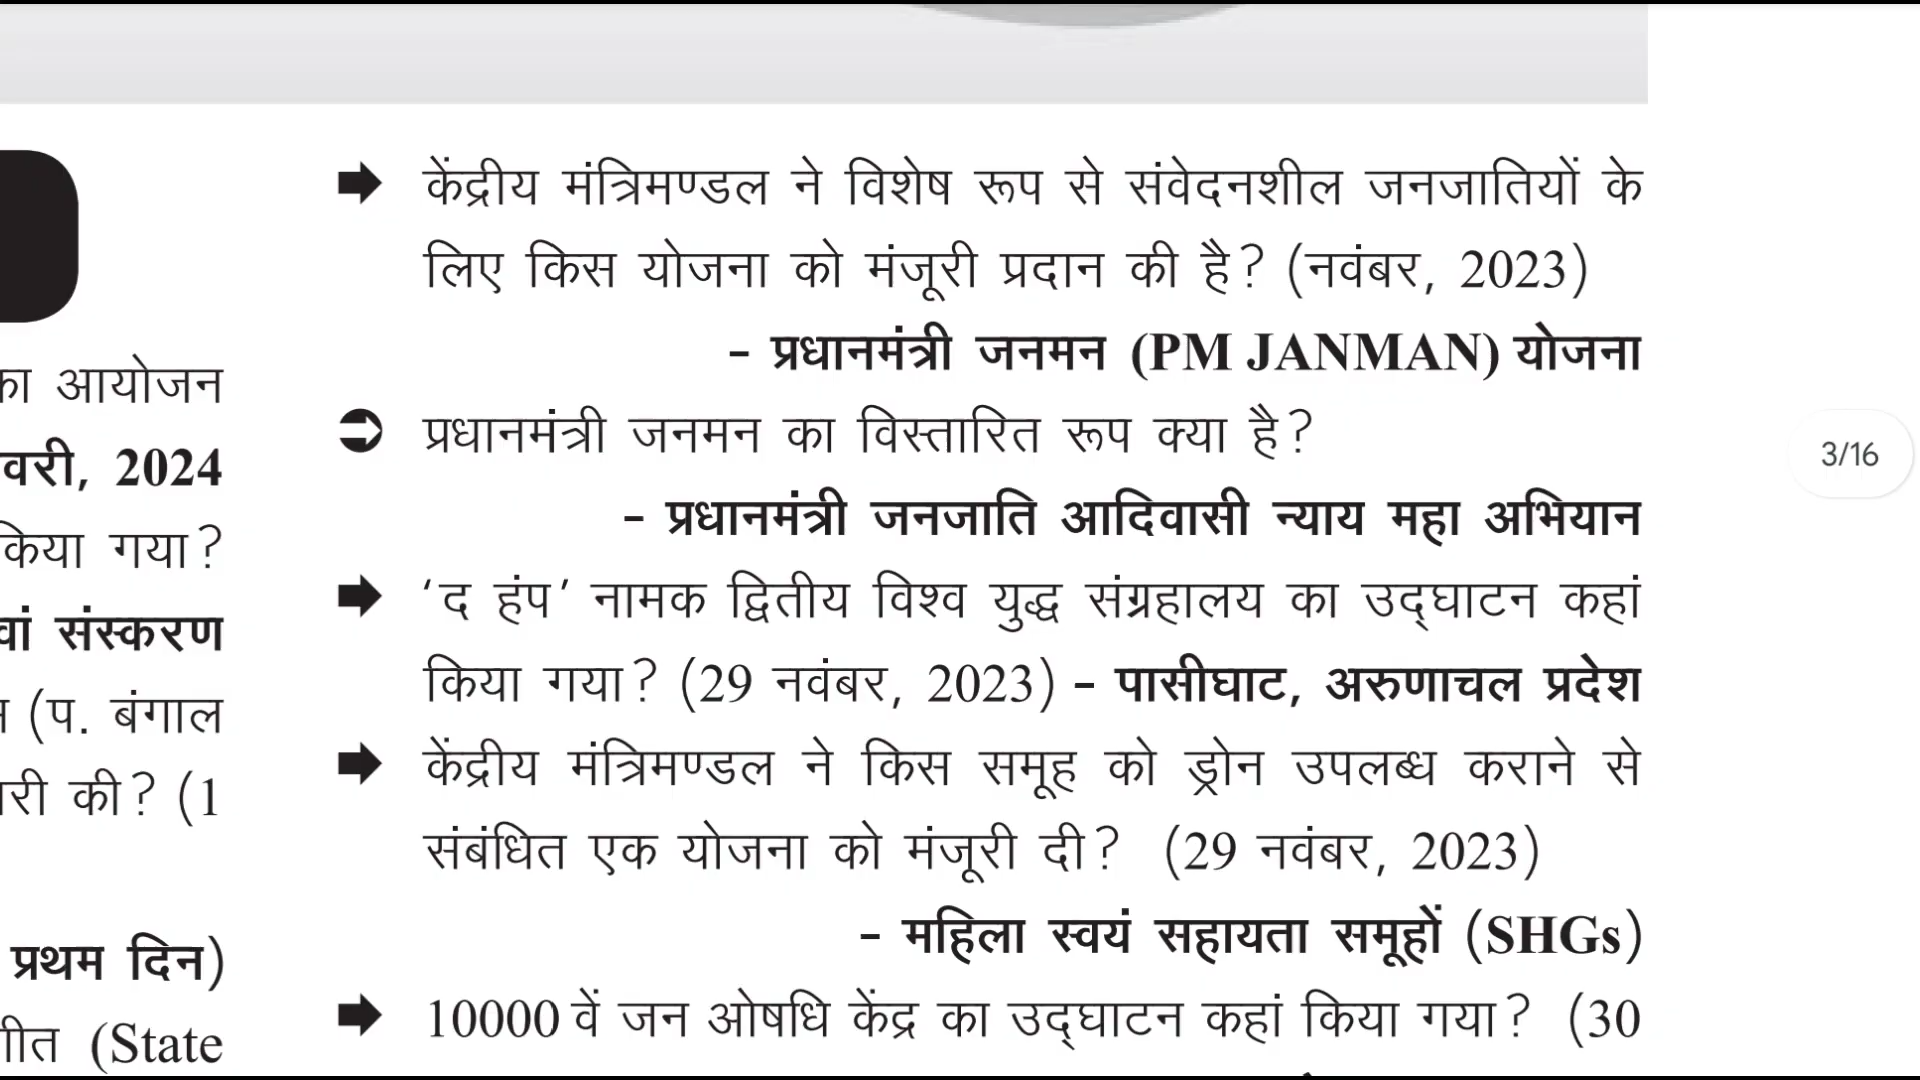 का आयोजन
वरी, 2024
किया गया?
वां संस्करण
(प. बंगाल
री की? (1
प्रथम दिन)
गीत (State
➡ केंद्रीय मंत्रिमण्डल ने विशेष रूप से संवेदनशील जनजातियों के
लिए किस योजना को मंजूरी प्रदान की है? (नवंबर, 2023)
- प्रधानमंत्री जनमन (PM JANMAN) योजना
➲ प्रधानमंत्री जनमन का विस्तारित रूप क्या है?
- प्रधानमंत्री जनजाति आदिवासी न्याय महा अभियान
➡ ‘द हंप’ नामक द्वितीय विश्व युद्ध संग्रहालय का उद्घाटन कहां
किया गया? (29 नवंबर, 2023) - पासीघाट, अरुणाचल प्रदेश
➡ केंद्रीय मंत्रिमण्डल ने किस समूह को ड्रोन उपलब्ध कराने से
संबंधित एक योजना को मंजूरी दी? (29 नवंबर, 2023)
- महिला स्वयं सहायता समूहों (SHGs)
➡ 10000 वें जन ओषधि केंद्र का उद्घाटन कहां किया गया? (30
3/16